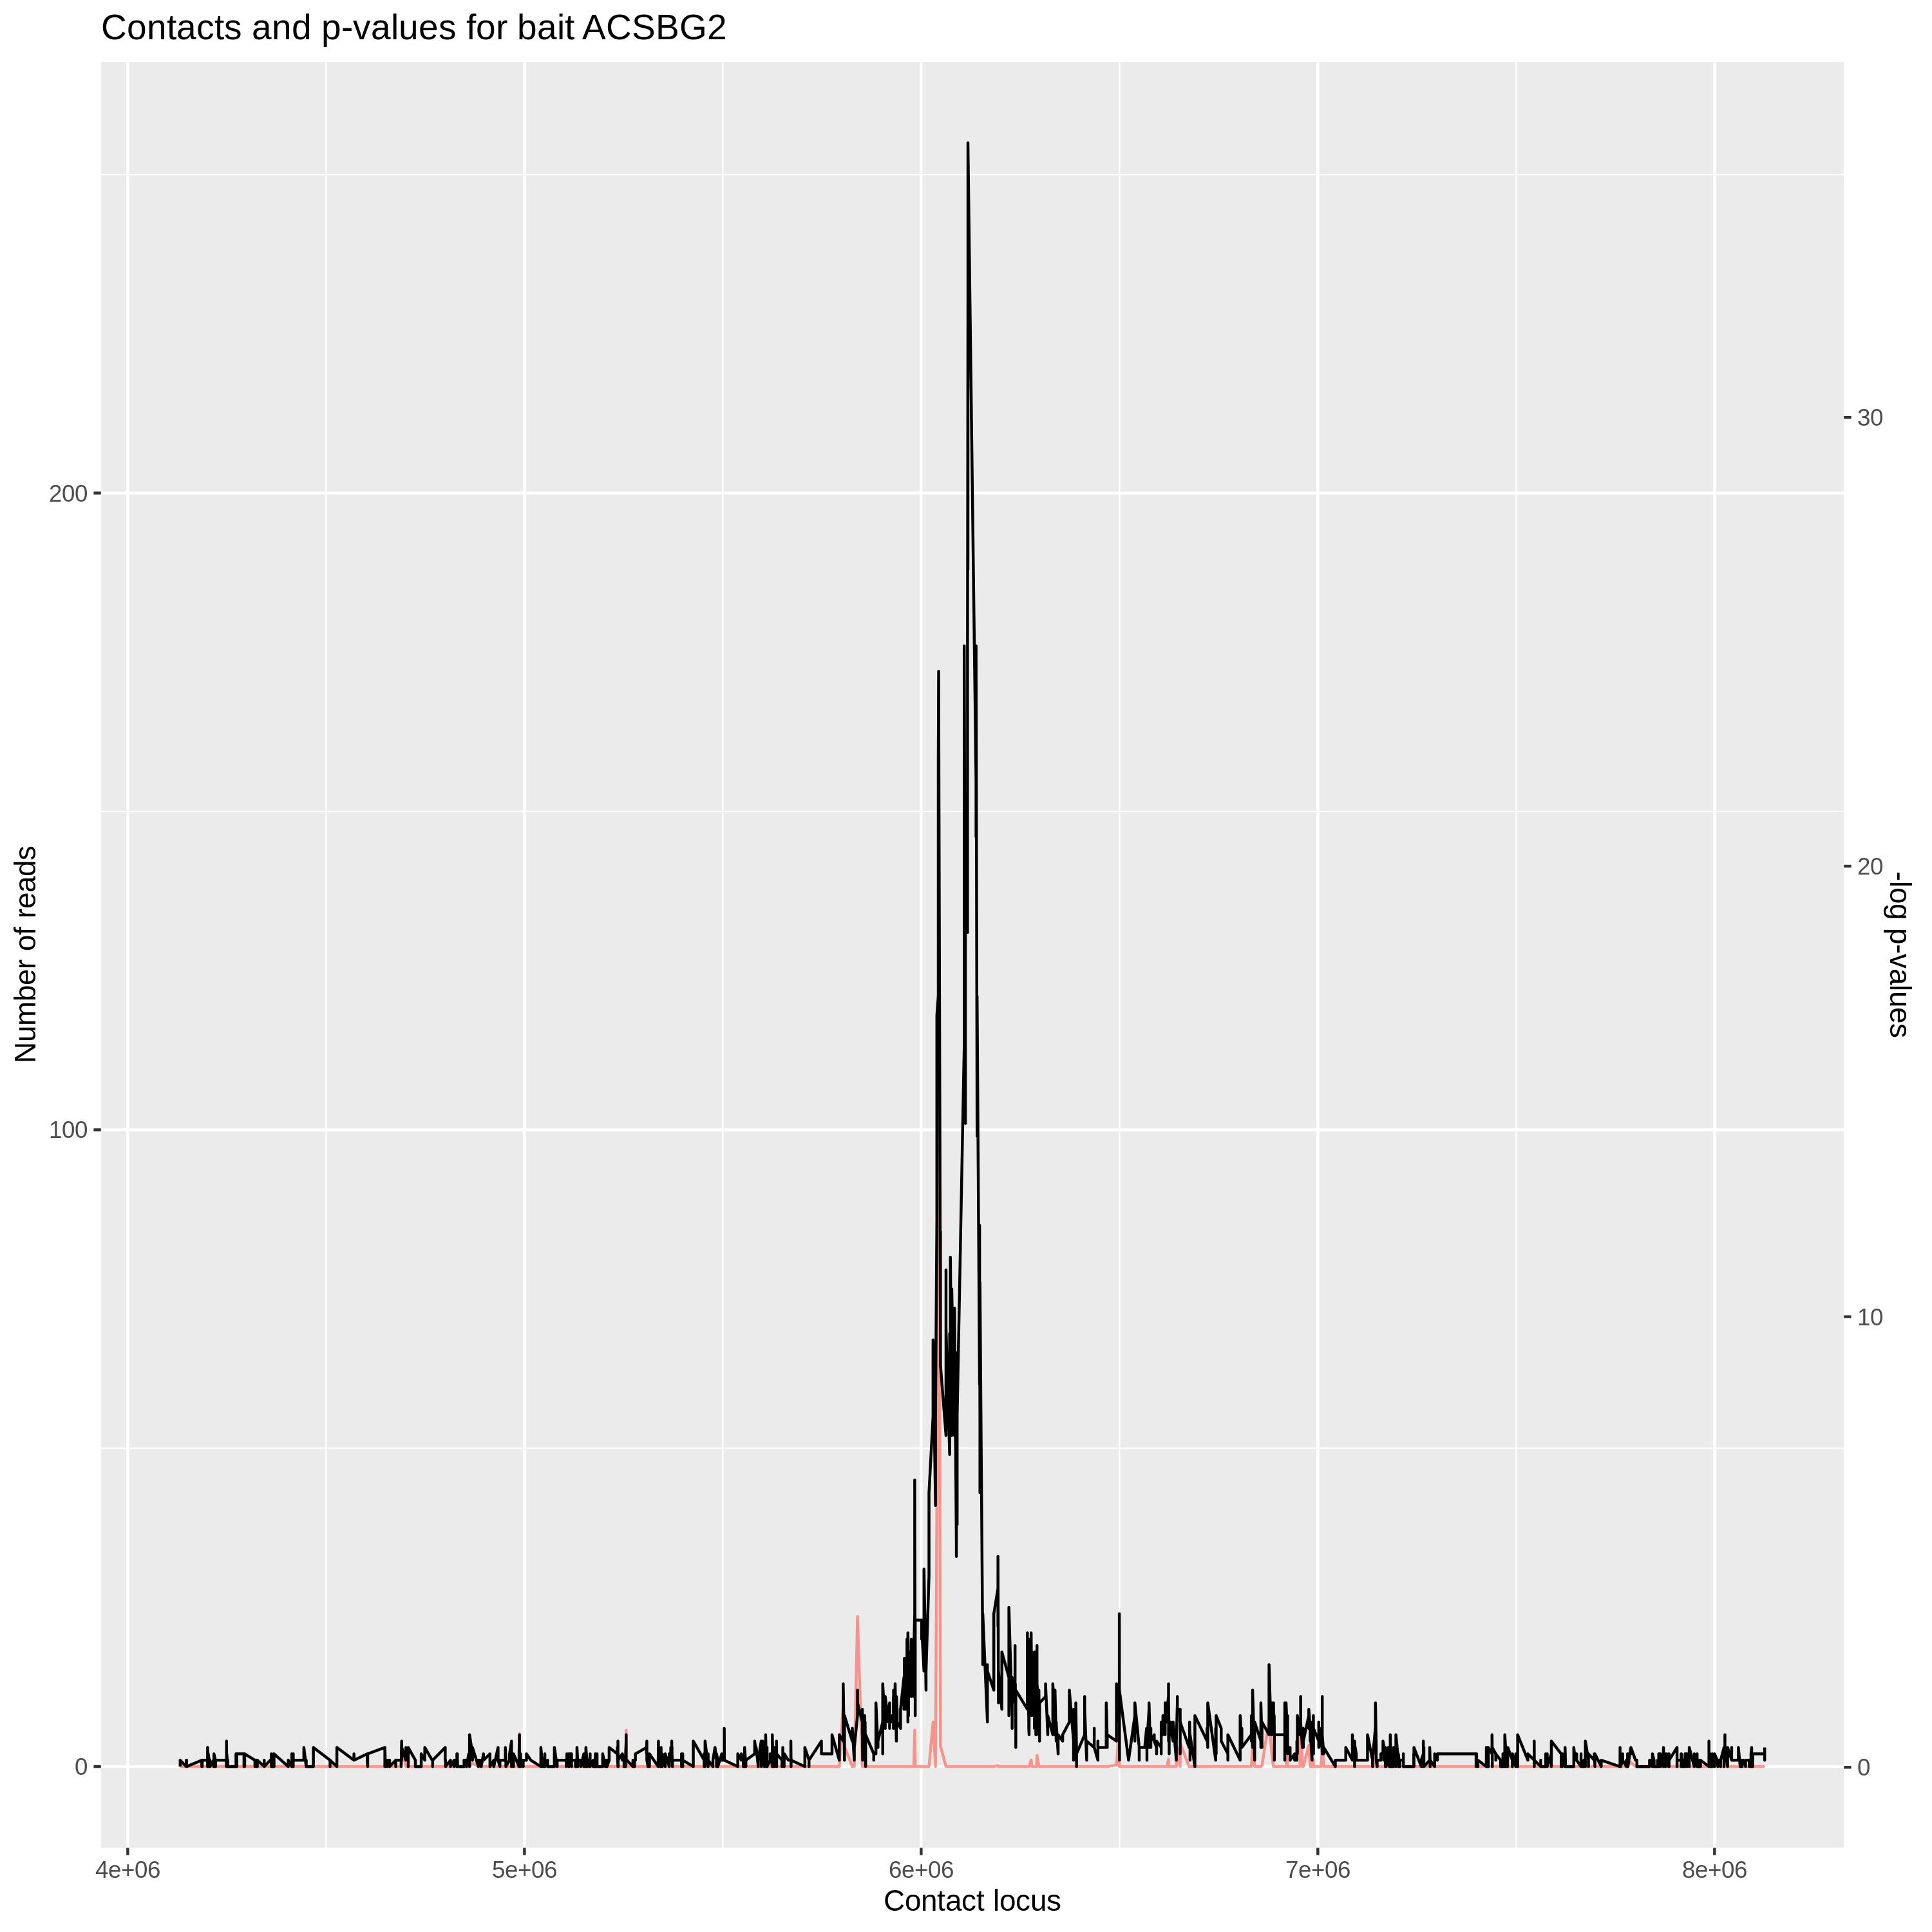 Contacts and p-values for bait ACSBG2
Number of reads
200
100
0
30
20
10
0
-log p-values
4e+06 5e+06 6e+06 7e+06 8e+06
Contact locus